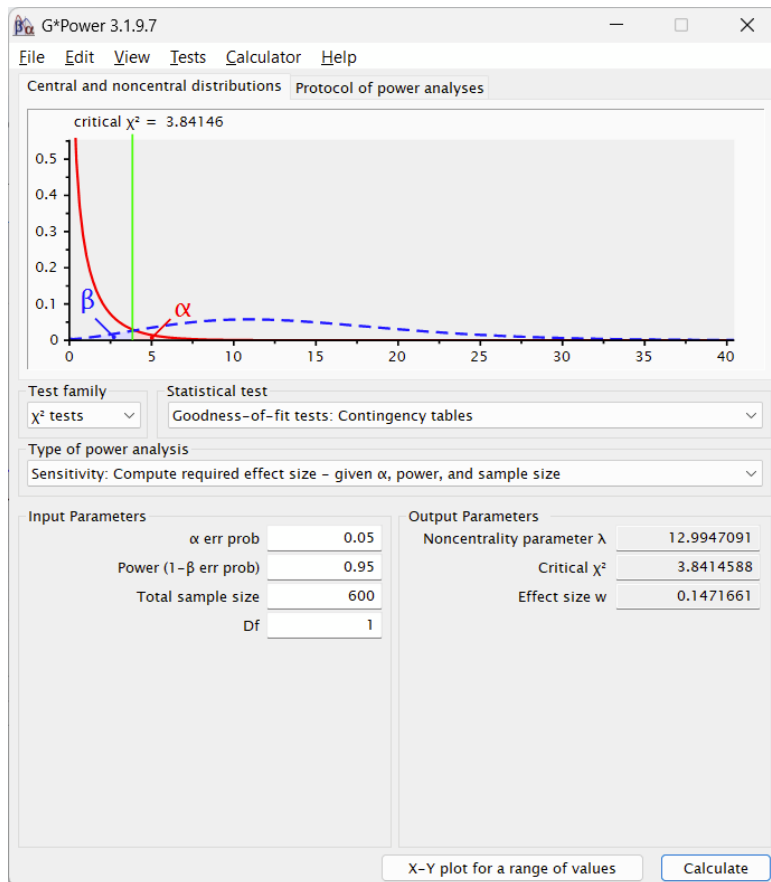 G*Power 3.1.9.7
File Edit View Tests Calculator Help
Central and noncentral distributions Protocol of power analyses
critical χ² = 3.84146
0.5
0.4
0.3
0.2
0.1
0
β
α
0 5 10 15 20 25 30 35 40
Test family Statistical test
χ² tests Goodness-of-fit tests: Contingency tables
Type of power analysis
Sensitivity: Compute required effect size - given α, power, and sample size
Input Parameters
α err prob 0.05
Power (1-β err prob) 0.95
Total sample size 600
Df 1
Output Parameters
Noncentrality parameter λ 12.9947091
Critical χ² 3.8414588
Effect size w 0.1471661
X-Y plot for a range of values Calculate